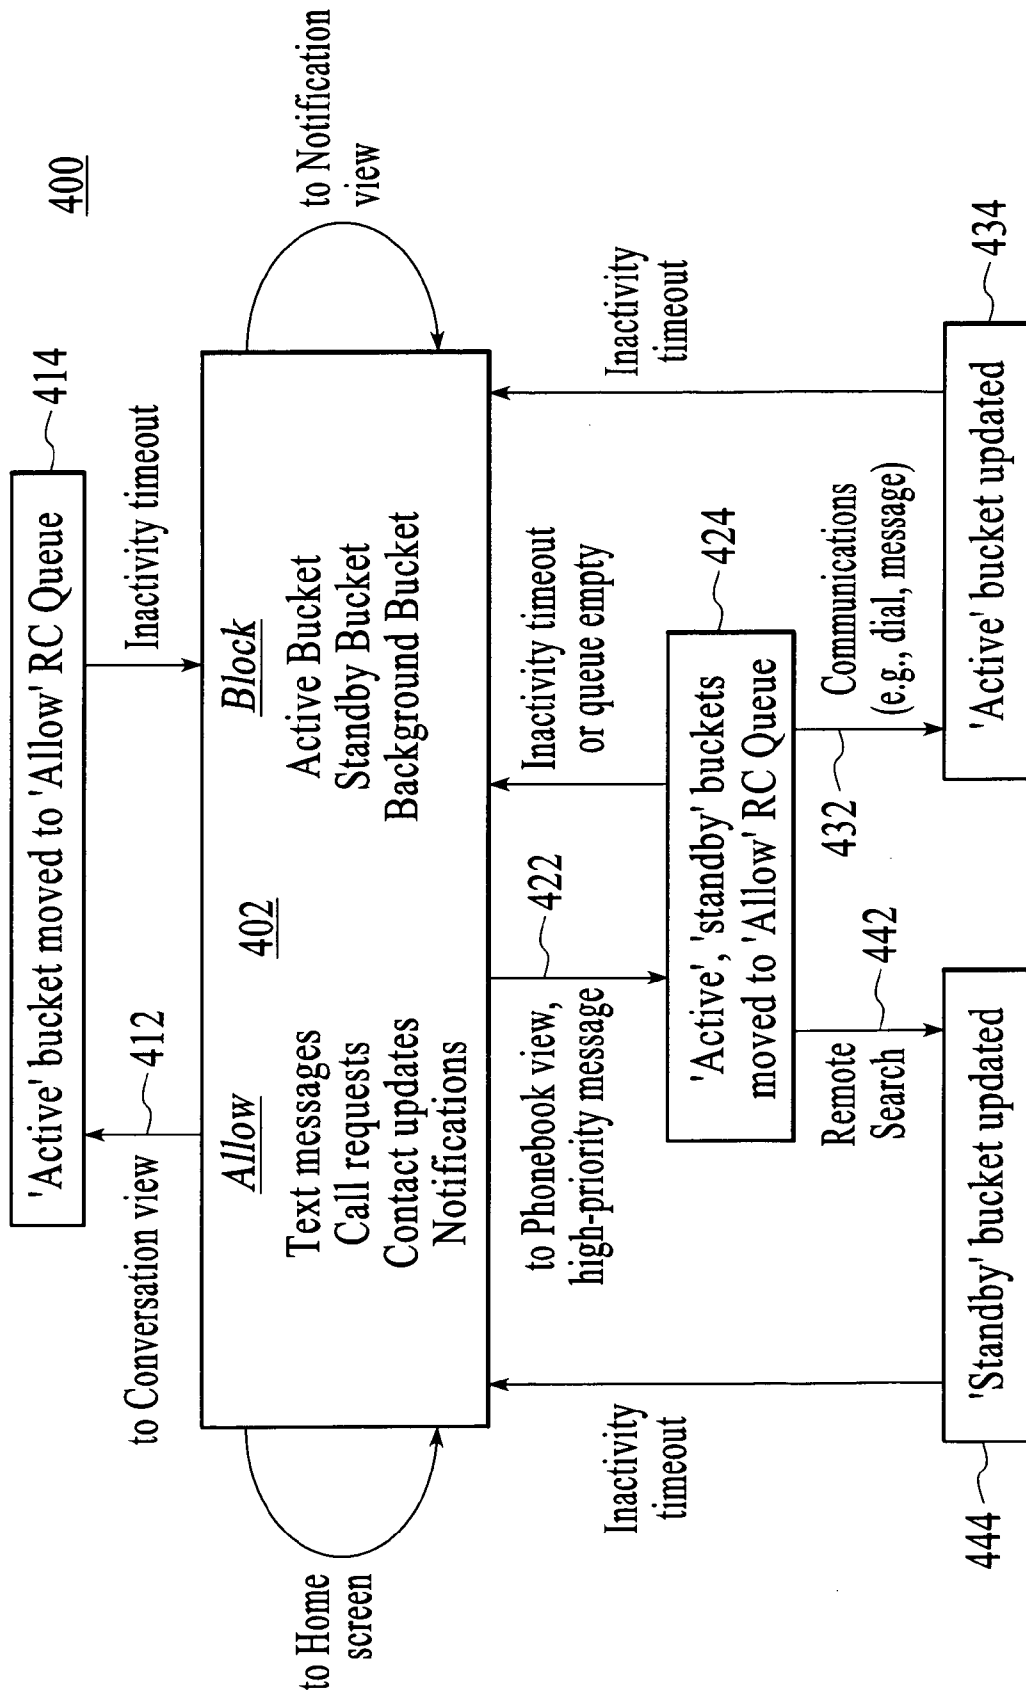 400
'Active' bucket moved to 'Allow' RC Queue
414
to Conversation view
412
Inactivity timeout
to Home
screen
to Notification
view
402
Allow
Text messages
Call requests
Contact updates
Notifications
Block
Active Bucket
Standby Bucket
Background Bucket
Inactivity
timeout
to Phonebook view,
high-priority message
422
Inactivity timeout
or queue empty
Inactivity
timeout
'Active', 'standby' buckets
moved to 'Allow' RC Queue
424
Remote
Search
442
432
Communications
(e.g., dial, message)
444
'Standby' bucket updated
'Active' bucket updated
434